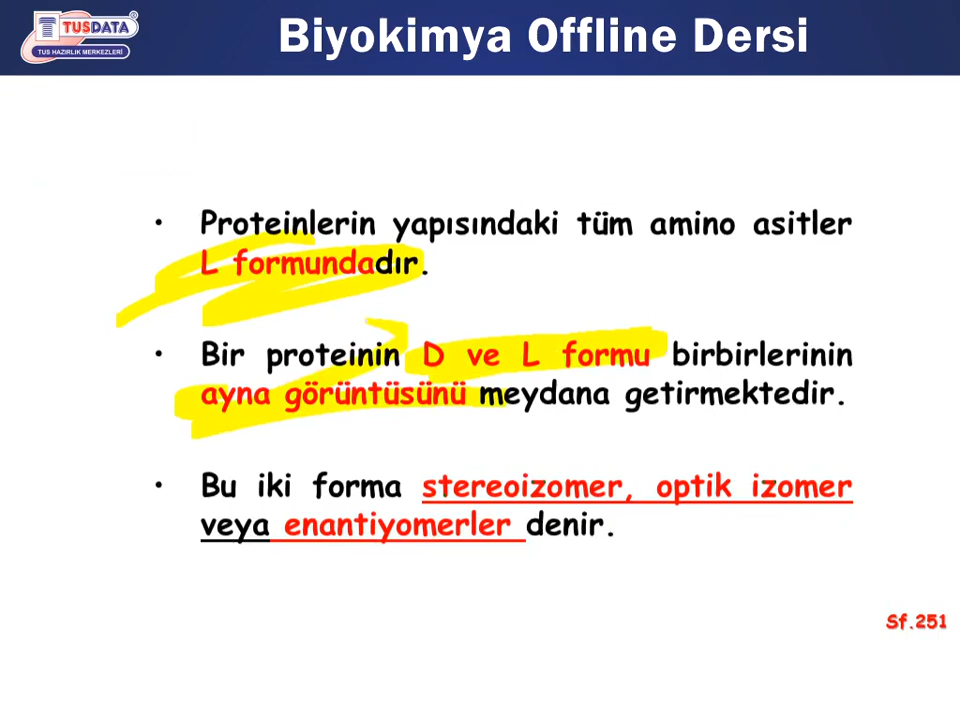 TUSDATA
TUS HAZIRLIK MERKEZLERİ
Biyokimya Offline Dersi
• Proteinlerin yapısındaki tüm amino asitler
L formundadır.
• Bir proteinin D ve L formu birbirlerinin
ayna görüntüsünü meydana getirmektedir.
• Bu iki forma stereoizomer, optik izomer
veya enantiyomerler denir.
Sf.251